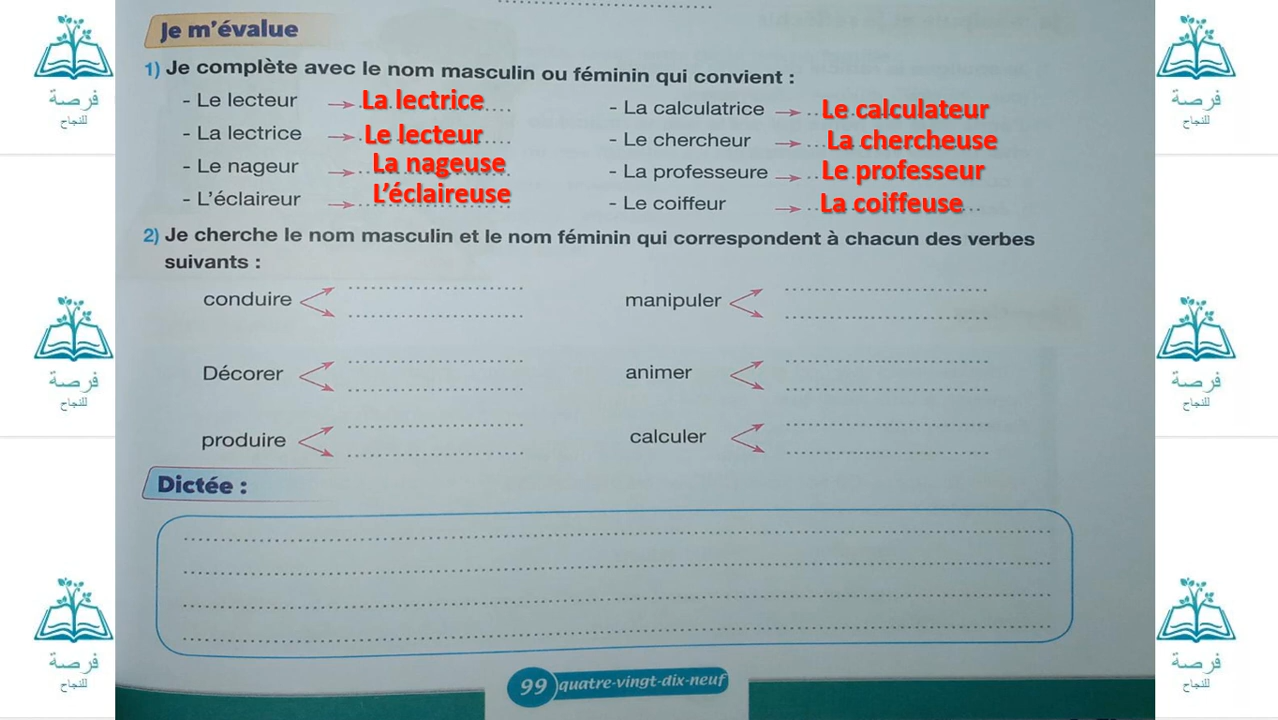 Je m'évalue
1) Je complète avec le nom masculin ou féminin qui convient :
- Le lecteur La lectrice
- La lectrice Le lecteur
- Le nageur La nageuse
- L'éclaireur L'éclaireuse
- La calculatrice Le calculateur
- Le chercheur La chercheuse
- La professeure Le professeur
- Le coiffeur La coiffeuse
2) Je cherche le nom masculin et le nom féminin qui correspondent à chacun des verbes
suivants :
conduire
manipuler
Décorer
animer
produire
calculer
Dictée :
99 quatre-vingt-dix-neuf
فرصة
للنجاح
فرصة
للنجاح
فرصة
للنجاح
فرصة
للنجاح
فرصة
للنجاح
فرصة
للنجاح